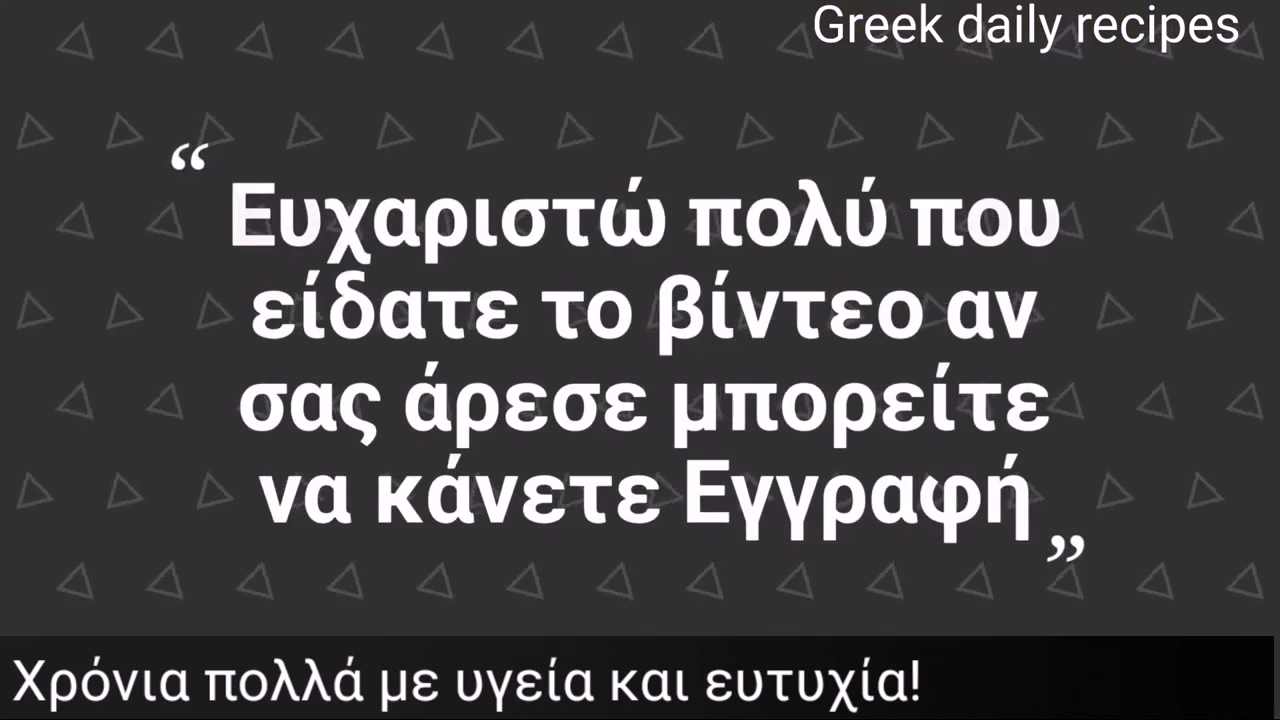 Greek daily recipes
“ Ευχαριστώ πολύ που
είδατε το βίντεο αν
σας άρεσε μπορείτε
να κάνετε Εγγραφή ”
Χρόνια πολλά με υγεία και ευτυχία!